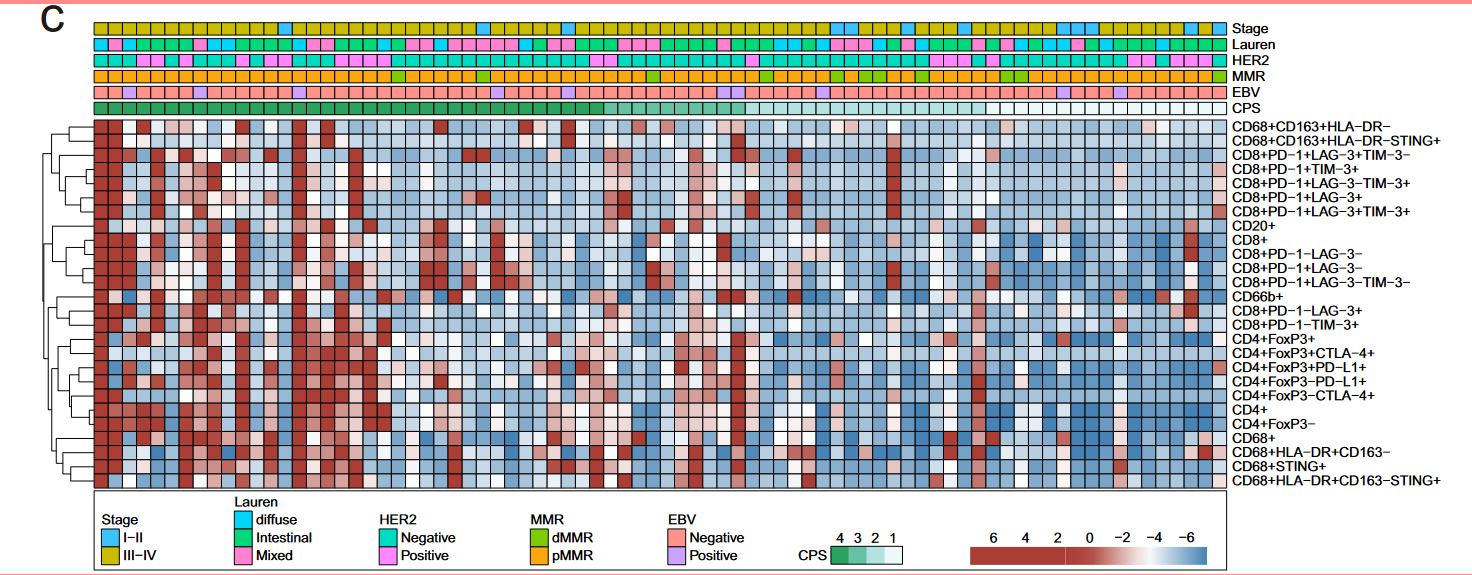 C
Stage
Lauren
HER2
MMR
EBV
CPS
CD68+CD163+HLA−DR−
CD68+CD163+HLA−DR−STING+
CD8+PD−1+LAG−3+TIM−3−
CD8+PD−1+TIM−3+
CD8+PD−1+LAG−3−TIM−3+
CD8+PD−1+LAG−3+
CD8+PD−1+LAG−3+TIM−3+
CD20+
CD8+
CD8+PD−1−LAG−3−
CD8+PD−1+LAG−3−
CD8+PD−1+LAG−3−TIM−3−
CD66b+
CD8+PD−1−LAG−3+
CD8+PD−1−TIM−3+
CD4+FoxP3+
CD4+FoxP3+CTLA−4+
CD4+FoxP3+PD−L1+
CD4+FoxP3−PD−L1+
CD4+FoxP3−CTLA−4+
CD4+
CD4+FoxP3−
CD68+
CD68+HLA−DR+CD163−
CD68+STING+
CD68+HLA−DR+CD163−STING+
Stage
I−II
III−IV
Lauren
diffuse
Intestinal
Mixed
HER2
Negative
Positive
MMR
dMMR
pMMR
EBV
Negative
Positive
CPS 4 3 2 1
6 4 2 0 −2 −4 −6